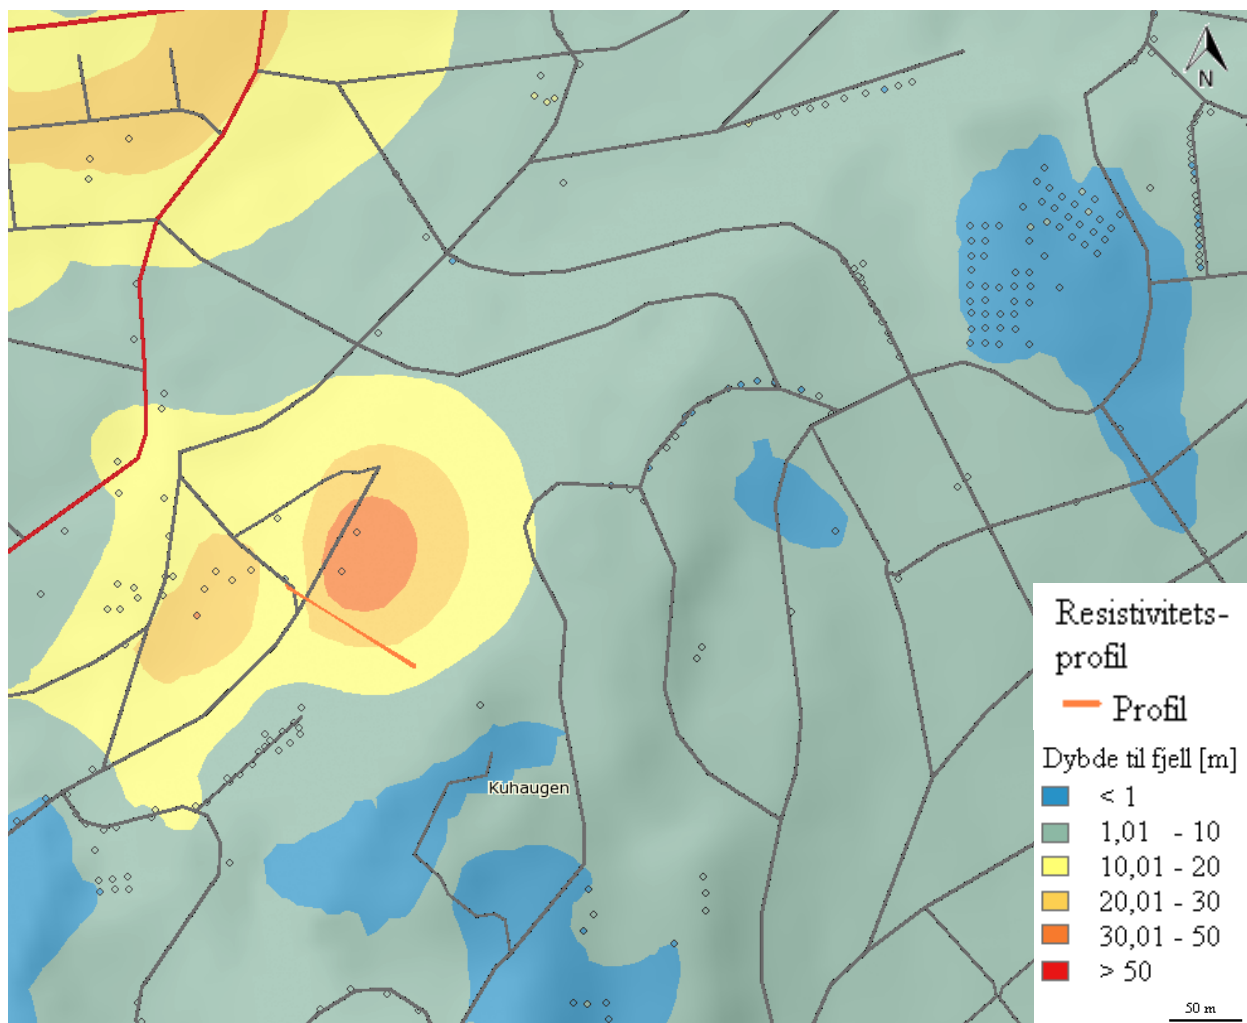 N
Kuhaugen
Resistivitets-
profil
Profil
Dybde til fjell [m]
< 1
1,01 - 10
10,01 - 20
20,01 - 30
30,01 - 50
> 50
50 m